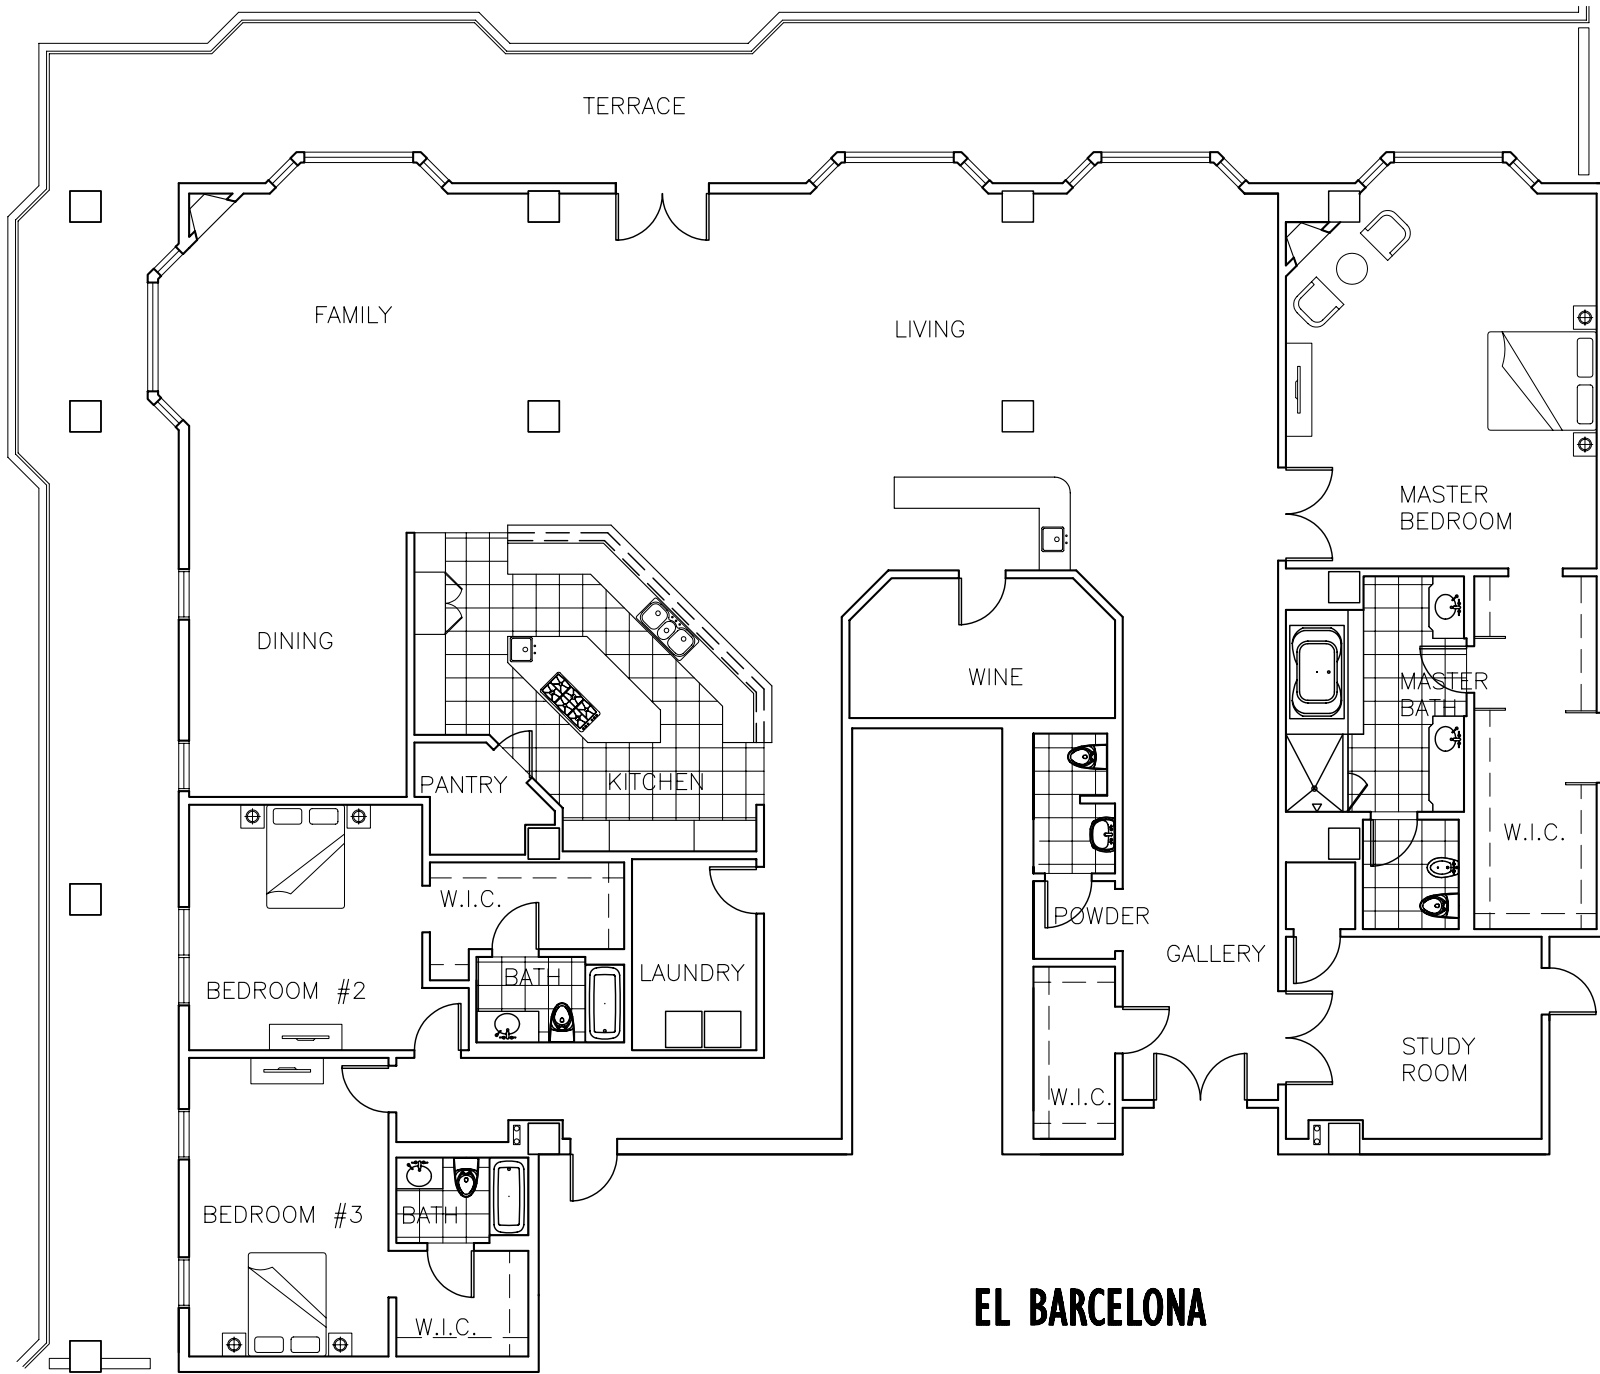 TERRACE
FAMILY
LIVING
MASTER
BEDROOM
DINING
WINE
MASTER
BATH
PANTRY
KITCHEN
W.I.C.
W.I.C.
POWDER
GALLERY
BATH
LAUNDRY
BEDROOM #2
STUDY
ROOM
W.I.C.
BEDROOM #3
BATH
W.I.C.
EL BARCELONA